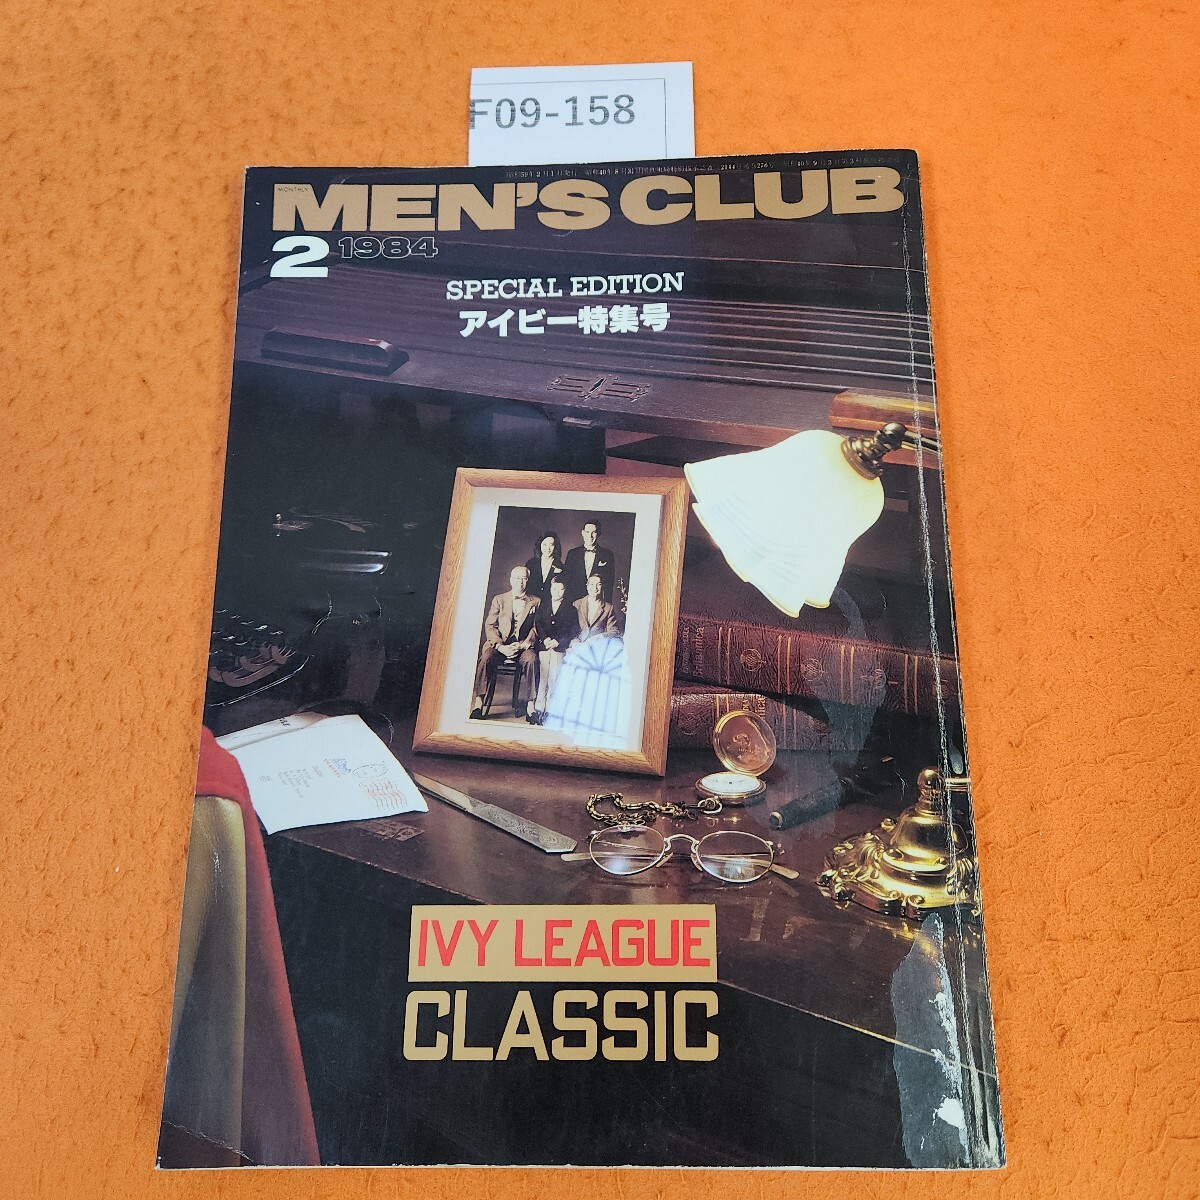 F09-158
MONTHLY
MEN'S CLUB
2 1984
SPECIAL EDITION
アイビー特集号
IVY LEAGUE
CLASSIC